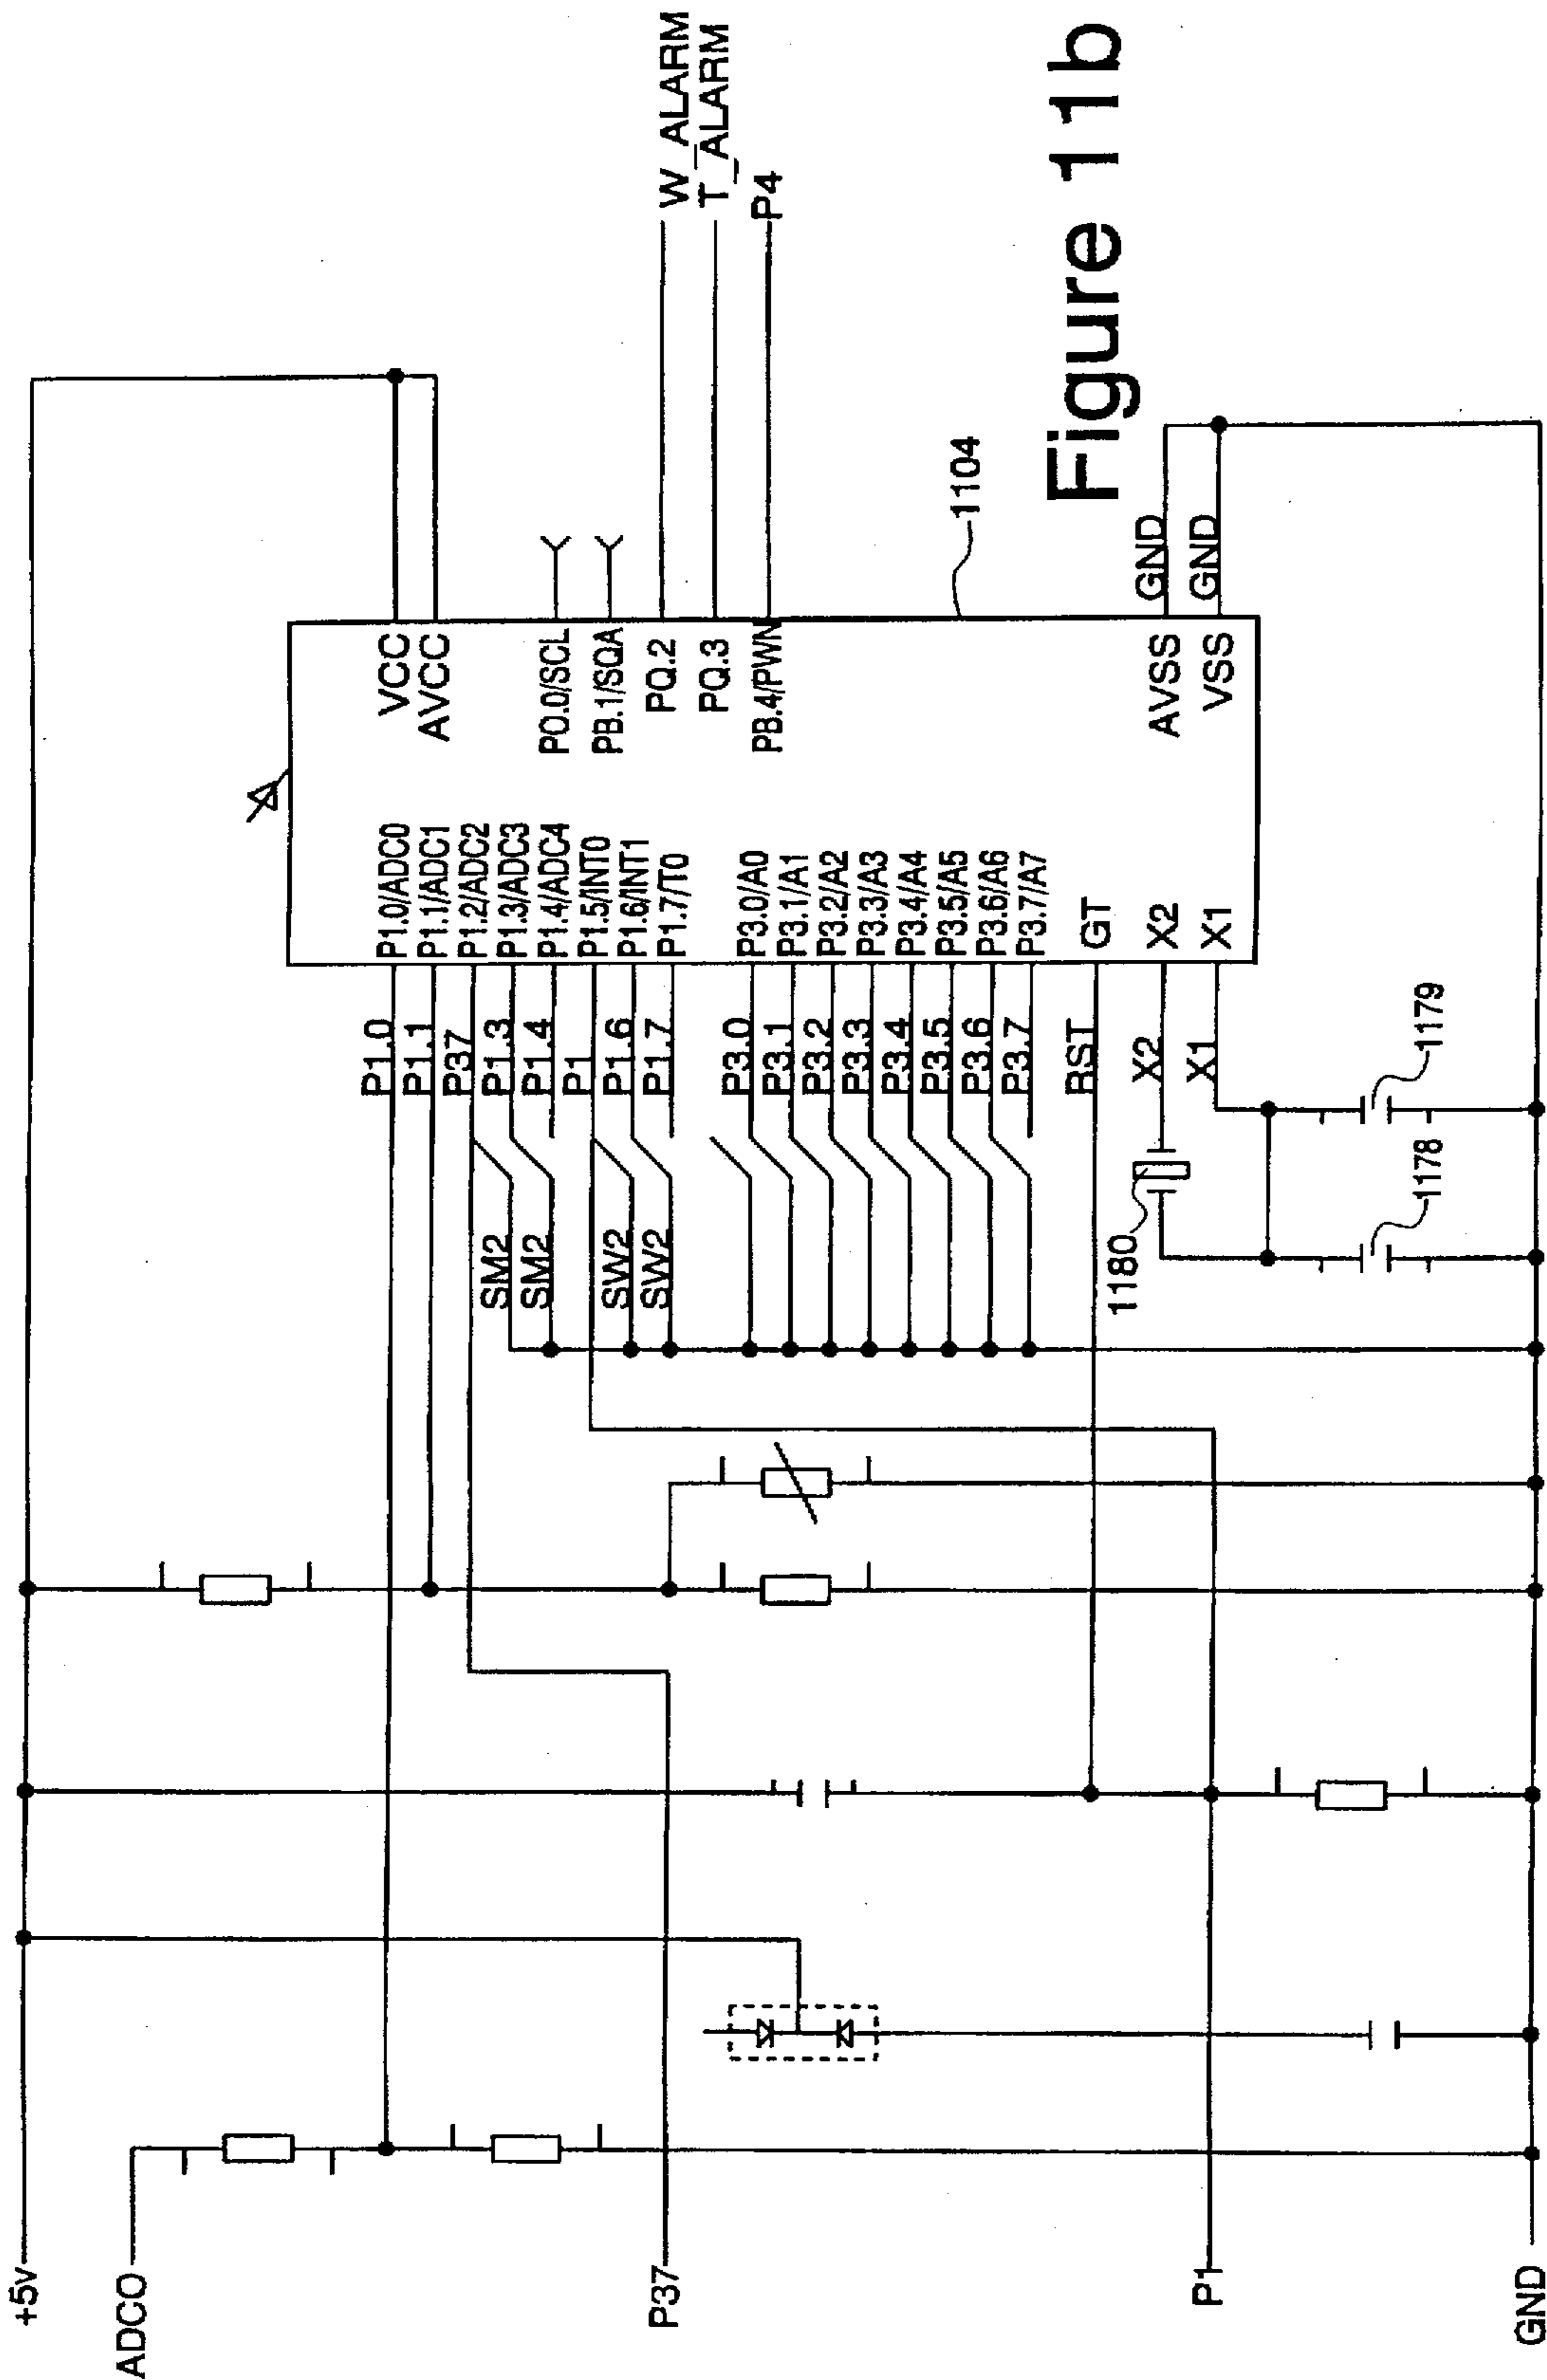 +5v
ADCO
P37
P1
GND
P1.0
P1.1
P37
P1.3
P1.4
P1
P1.6
P1.7
P3.0
P3.1
P3.2
P3.3
P3.4
P3.5
P3.6
P3.7
RST
X2
X1
SM2
SM2
SW2
SW2
1180
1178
1179
P1.0/ADC0
P1.1/ADC1
P1.2/ADC2
P1.3/ADC3
P1.4/ADC4
P1.5/INT0
P1.6/INT1
P1.7/T0
P3.0/A0
P3.1/A1
P3.2/A2
P3.3/A3
P3.4/A4
P3.5/A5
P3.6/A6
P3.7/A7
GT
X2
X1
VCC
AVCC
PO.0/SCL
PB.1/SQA
PQ.2
PQ.3
PB.4/PWN
AVSS
VSS
GND
GND
1104
W_ALARM
T_ALARM
P4
Figure 11b